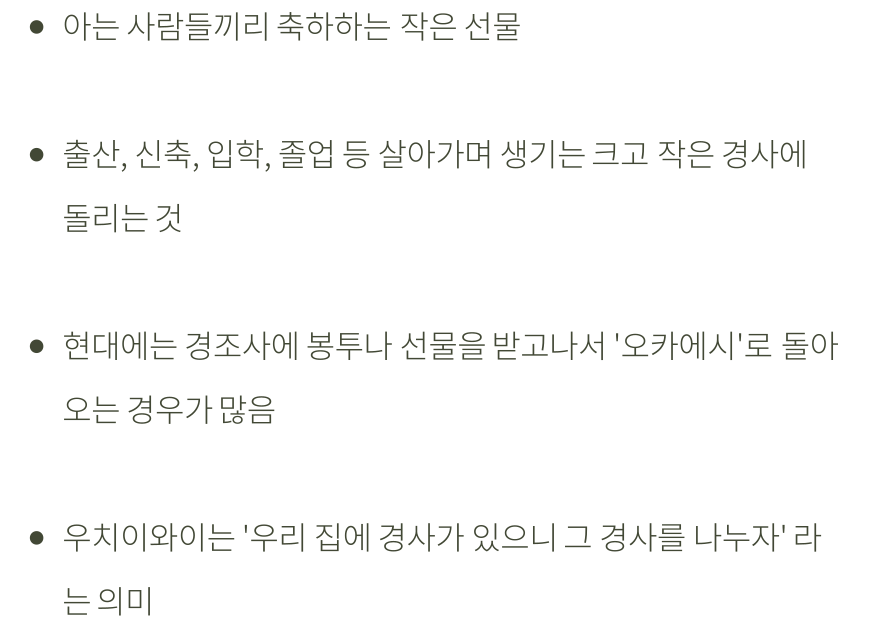 ● 아는 사람들끼리 축하하는 작은 선물
● 출산, 신축, 입학, 졸업 등 살아가며 생기는 크고 작은 경사에
돌리는 것
● 현대에는 경조사에 봉투나 선물을 받고나서 '오카에시'로 돌아
오는 경우가 많음
● 우치이와이는 '우리 집에 경사가 있으니 그 경사를 나누자' 라
는 의미